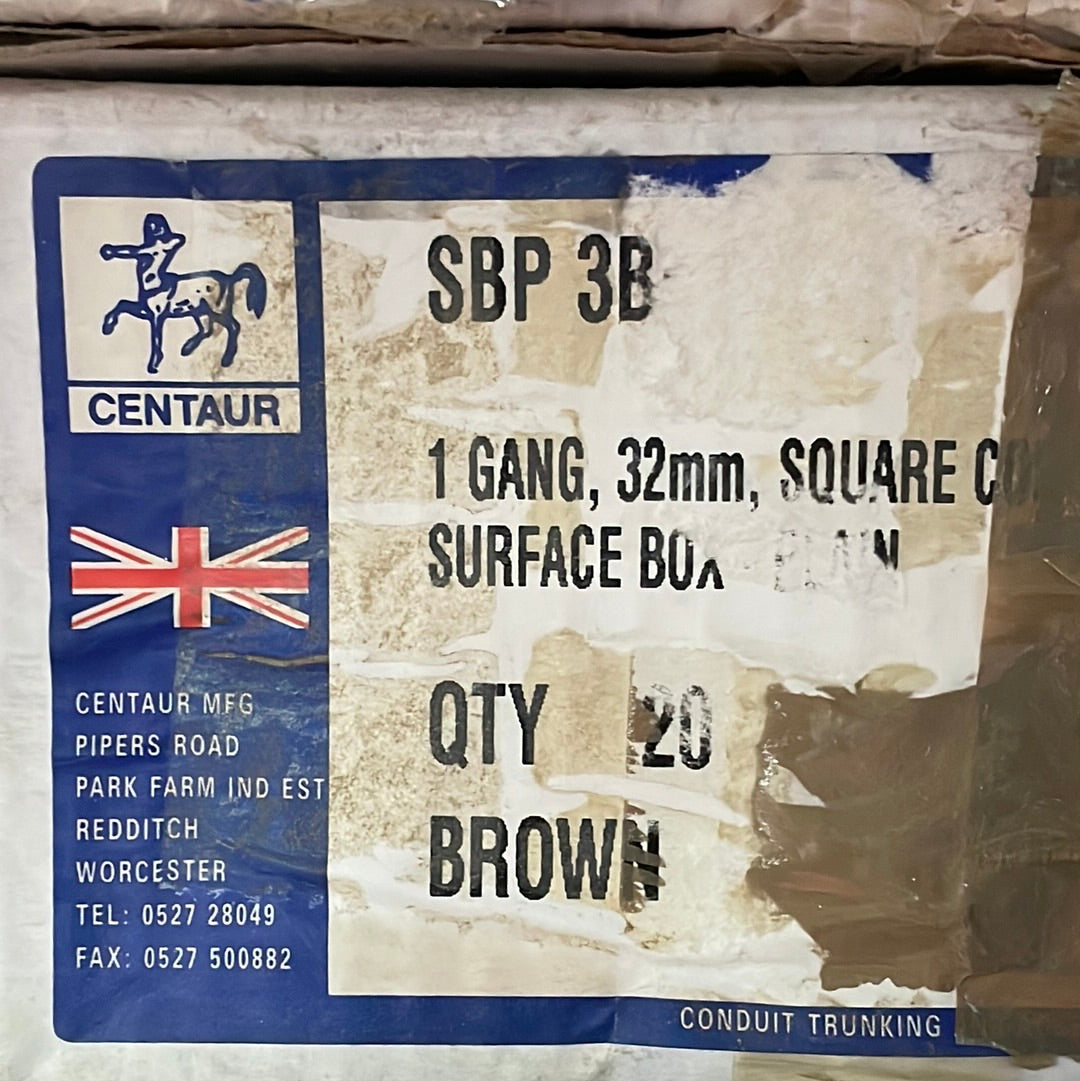 CENTAUR
SBP 3B
1 GANG, 32mm, SQUARE
SURFACE BOX PLAIN
QTY 20
BROWN
CENTAUR MFG
PIPERS ROAD
PARK FARM IND EST
REDDITCH
WORCESTER
TEL: 0527 28049
FAX: 0527 500882
CONDUIT TRUNKING